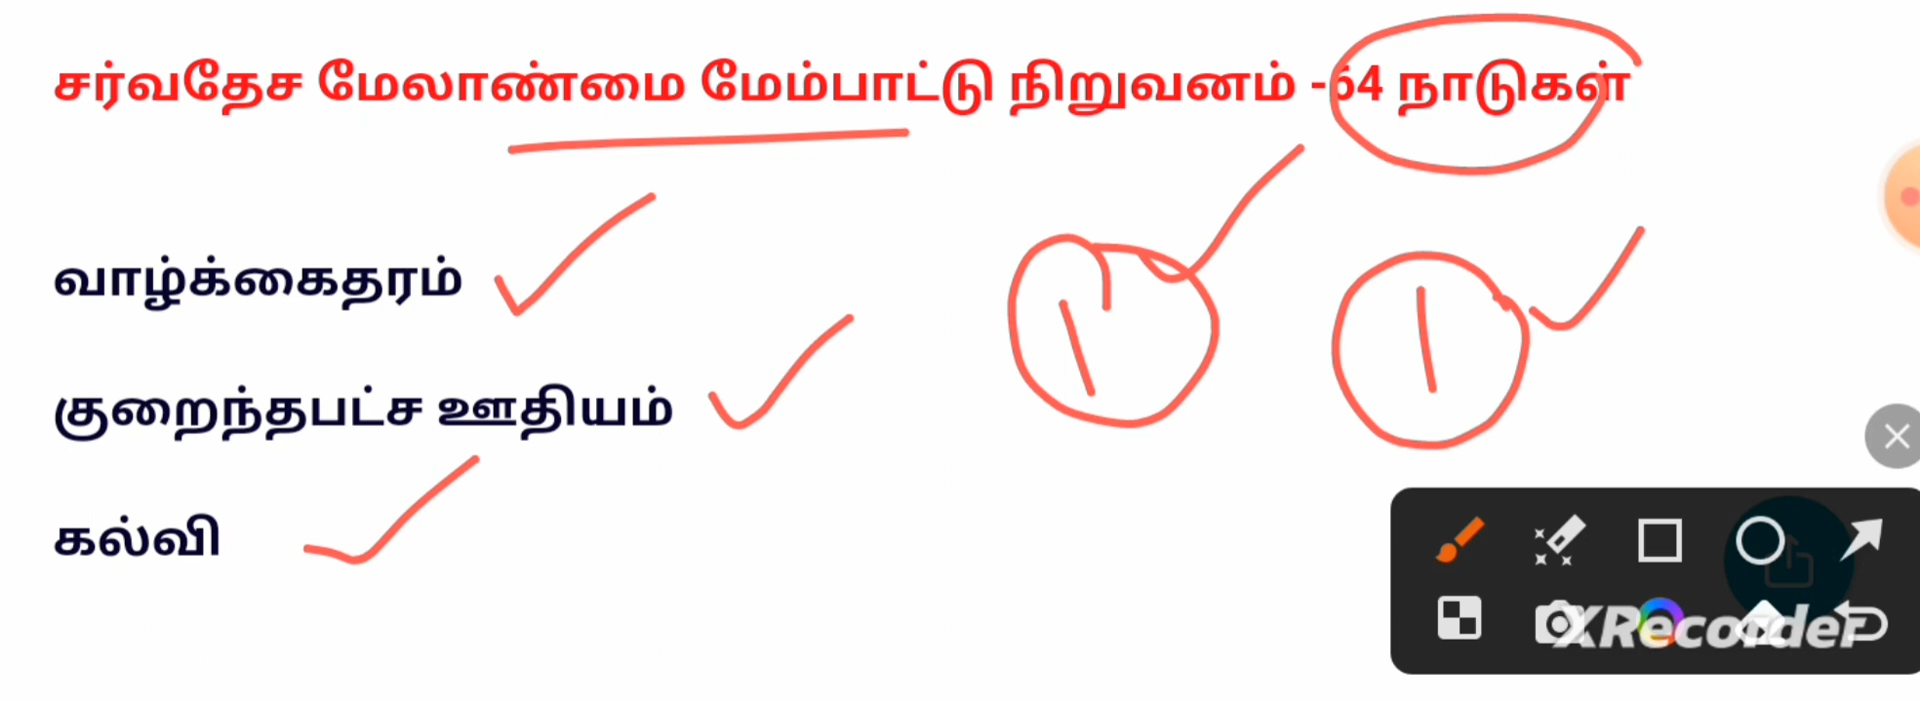 சர்வதேச மேலாண்மை மேம்பாட்டு நிறுவனம் -64 நாடுகள்
வாழ்க்கைதரம்
குறைந்தபட்ச ஊதியம்
கல்வி
XRecorder